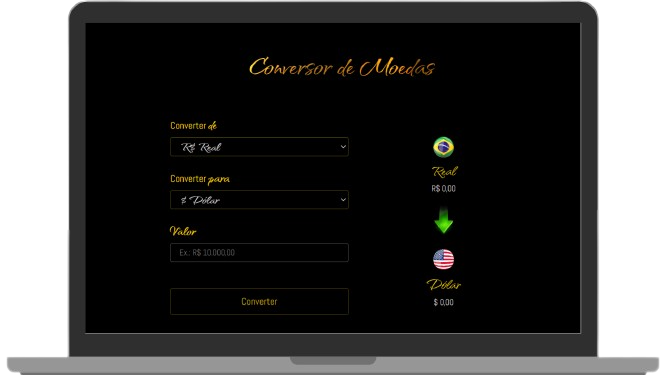 Conversor de Moedas
Converter de
R$ Real
Converter para
$ Dólar
Valor
Ex.: R$ 10.000,00
Converter
Real
R$ 0,00
Dólar
$ 0,00